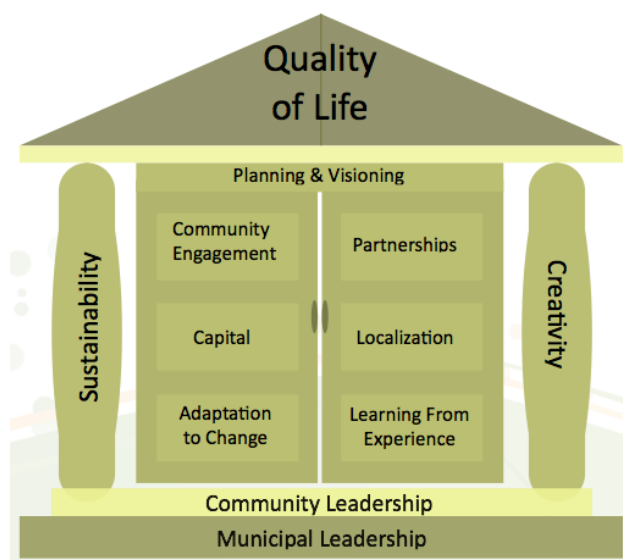 Quality
of Life
Planning & Visioning
Sustainability
Community
Engagement
Partnerships
Creativity
Capital
Localization
Adaptation
to Change
Learning From
Experience
Community Leadership
Municipal Leadership